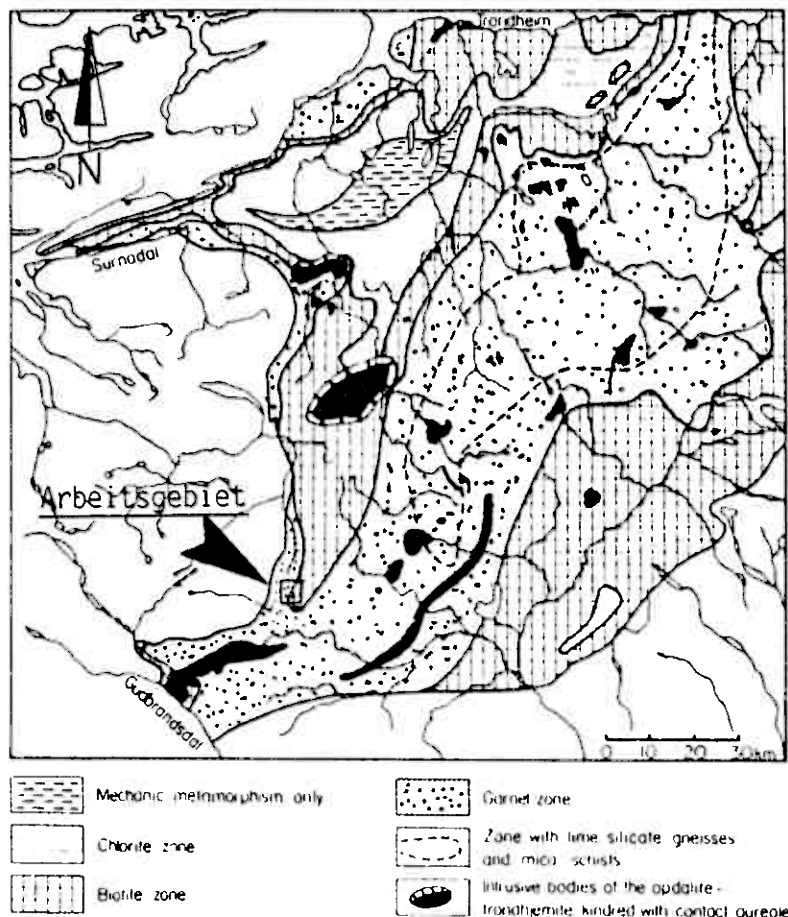 Trondheim
N
Surnadal
Arbeitsgebiet
Gudbrandsdal
0 10 20 30km
Mechanic metamorphism only
Chlorite zone
Biotite zone
Garnet zone
Zone with lime silicate gneisses
and mica schists
Intrusive bodies of the opdalite-
trondhjemite kindred with contact aureole